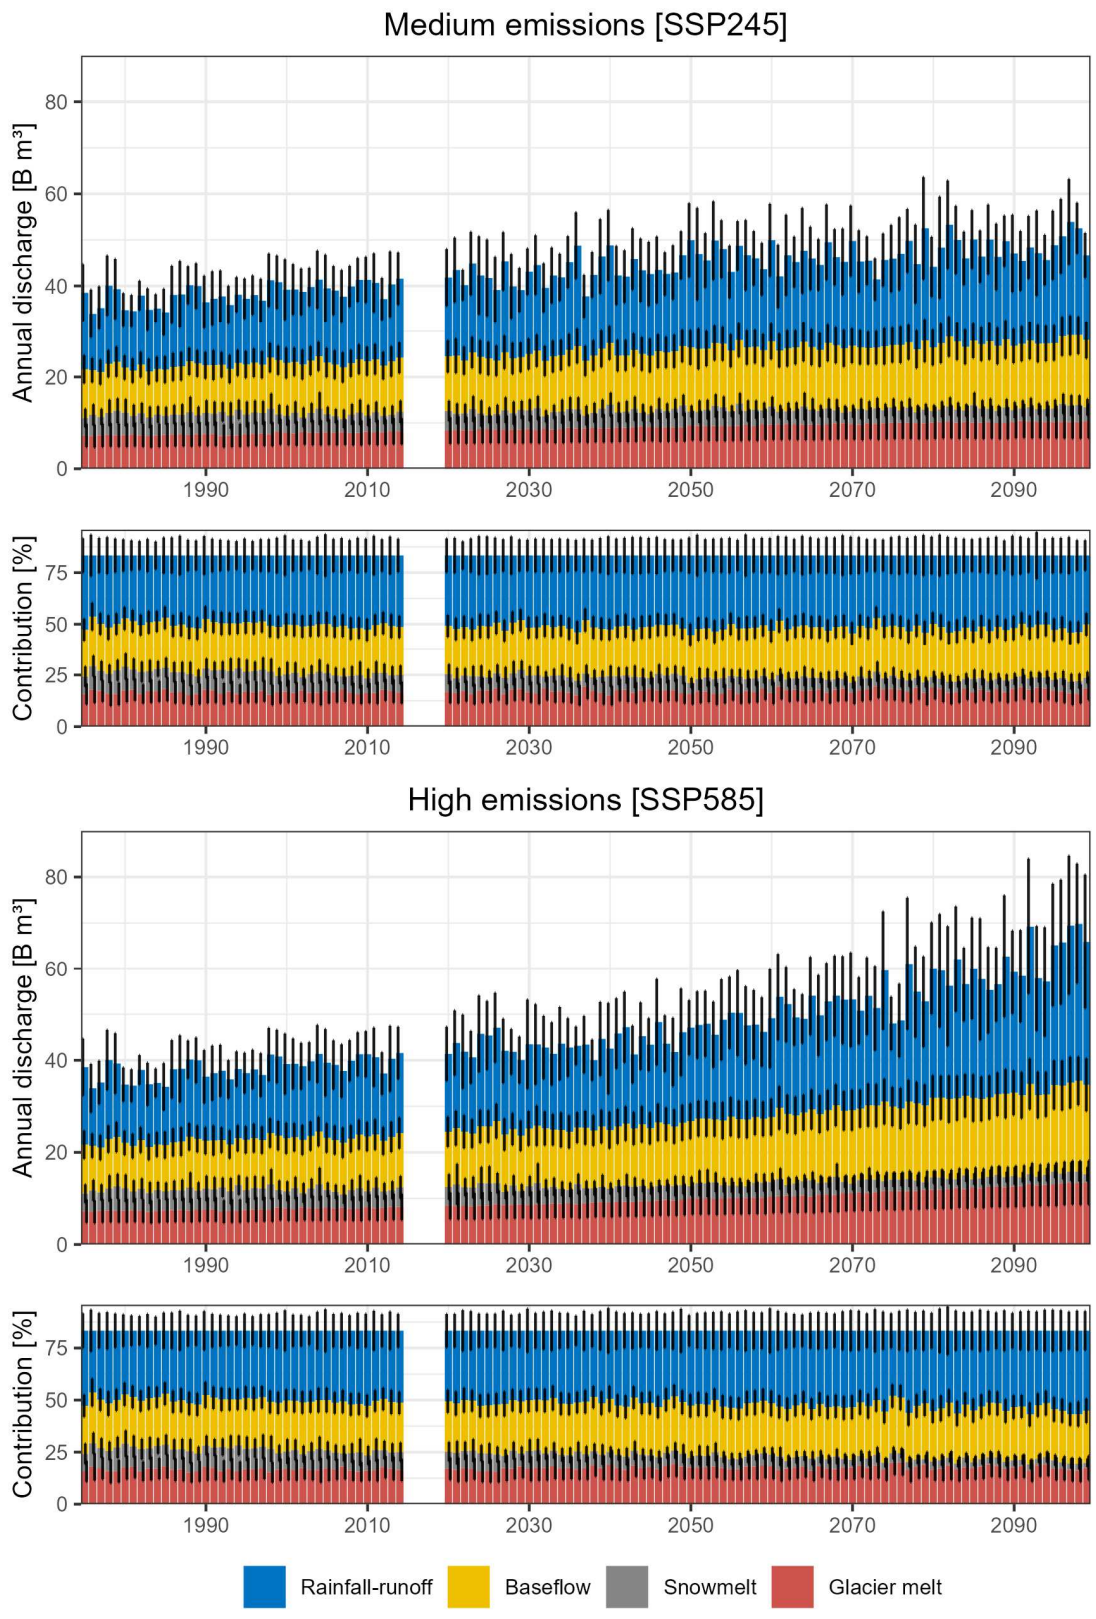 Medium emissions [SSP245]
Annual discharge [B m³]
80
60
40
20
0
1990 2010 2030 2050 2070 2090
Contribution [%]
75
50
25
0
1990 2010 2030 2050 2070 2090
High emissions [SSP585]
Annual discharge [B m³]
80
60
40
20
0
1990 2010 2030 2050 2070 2090
Contribution [%]
75
50
25
0
1990 2010 2030 2050 2070 2090
Rainfall-runoff Baseflow Snowmelt Glacier melt